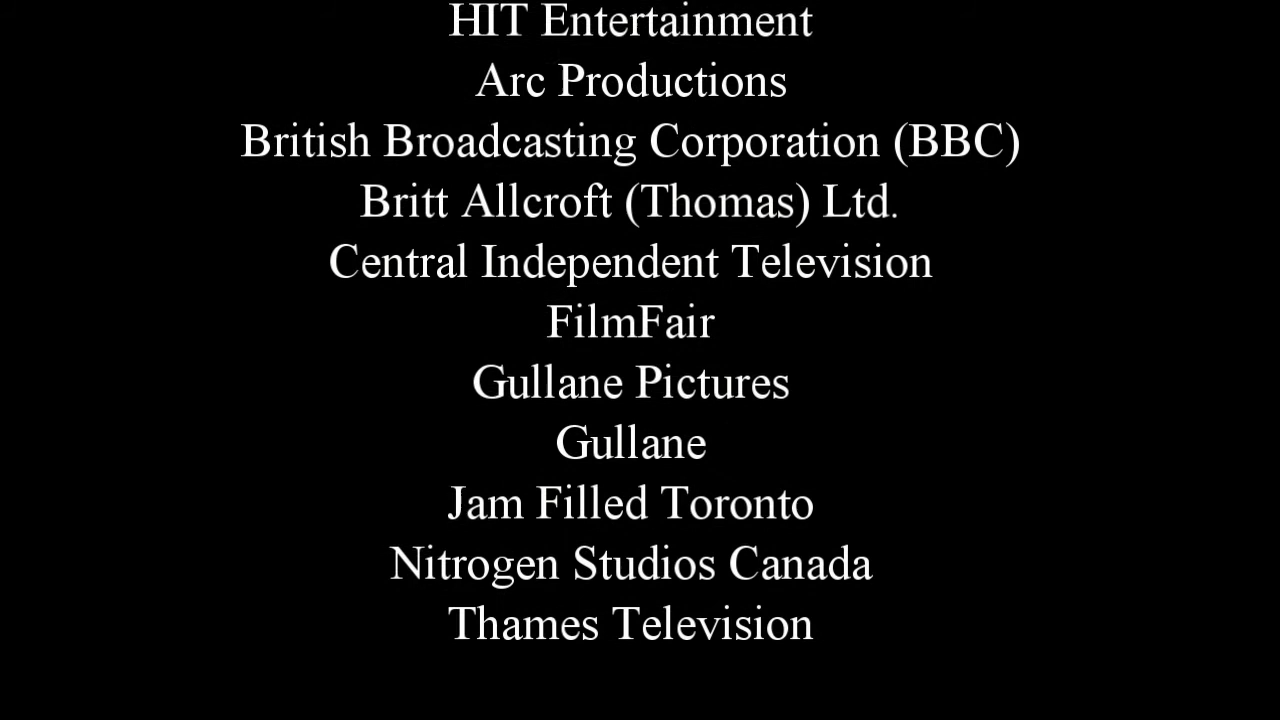 HIT Entertainment
Arc Productions
British Broadcasting Corporation (BBC)
Britt Allcroft (Thomas) Ltd.
Central Independent Television
FilmFair
Gullane Pictures
Gullane
Jam Filled Toronto
Nitrogen Studios Canada
Thames Television